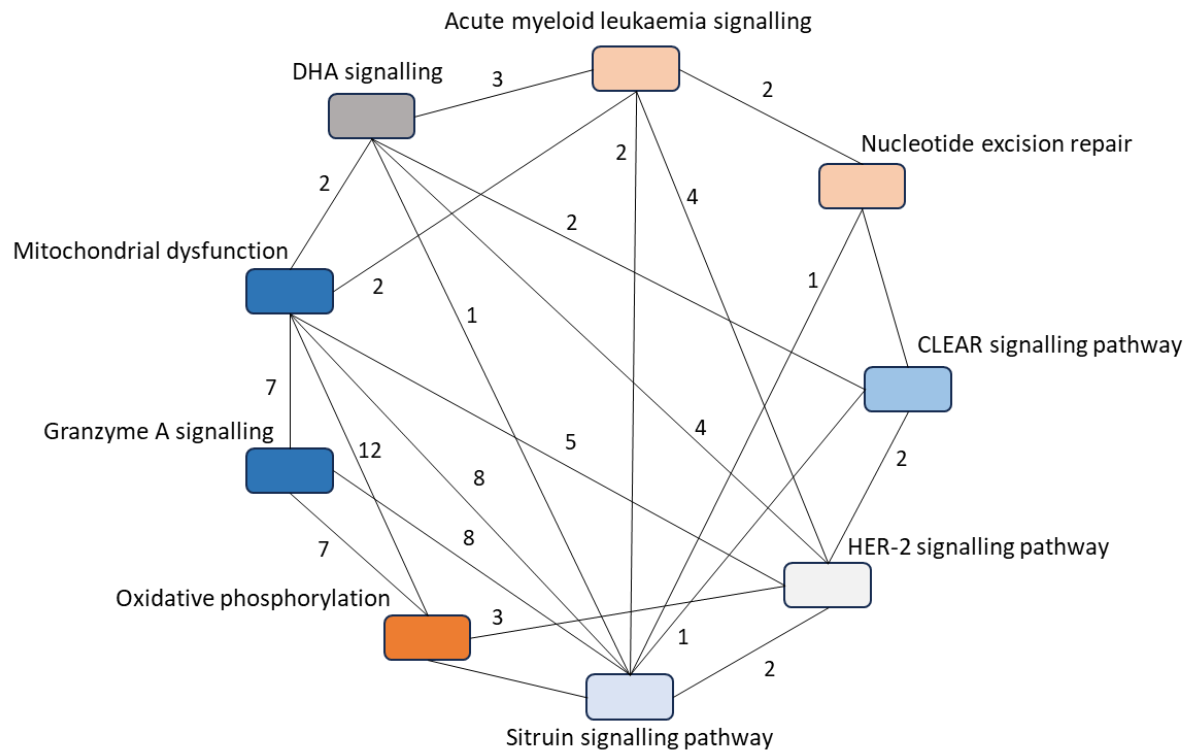 Acute myeloid leukaemia signalling
DHA signalling
3
2
Nucleotide excision repair
2
2
4
2
Mitochondrial dysfunction
2
1
1
CLEAR signalling pathway
7
Granzyme A signalling
12
5
4
2
8
8
7
HER-2 signalling pathway
Oxidative phosphorylation
3
1
2
Sitruin signalling pathway